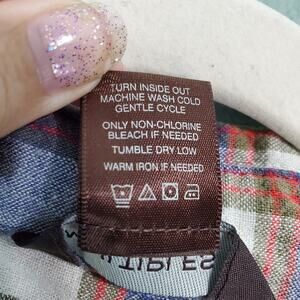 TURN INSIDE OUT
MACHINE WASH COLD
GENTLE CYCLE
ONLY NON-CHLORINE
BLEACH IF NEEDED
TUMBLE DRY LOW
WARM IRON IF NEEDED